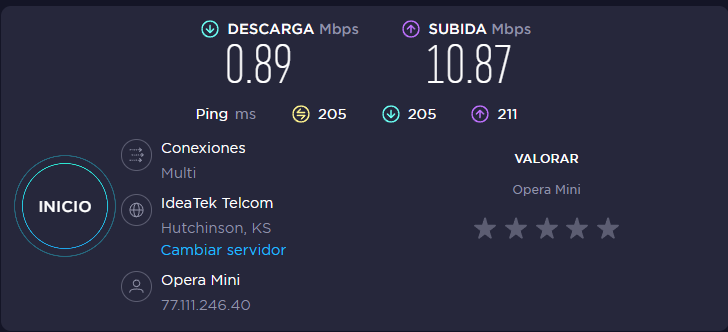 DESCARGA Mbps
0.89
SUBIDA Mbps
10.87
Ping ms 205 205 211
INICIO
Conexiones
Multi
IdeaTek Telcom
Hutchinson, KS
Cambiar servidor
Opera Mini
77.111.246.40
VALORAR
Opera Mini